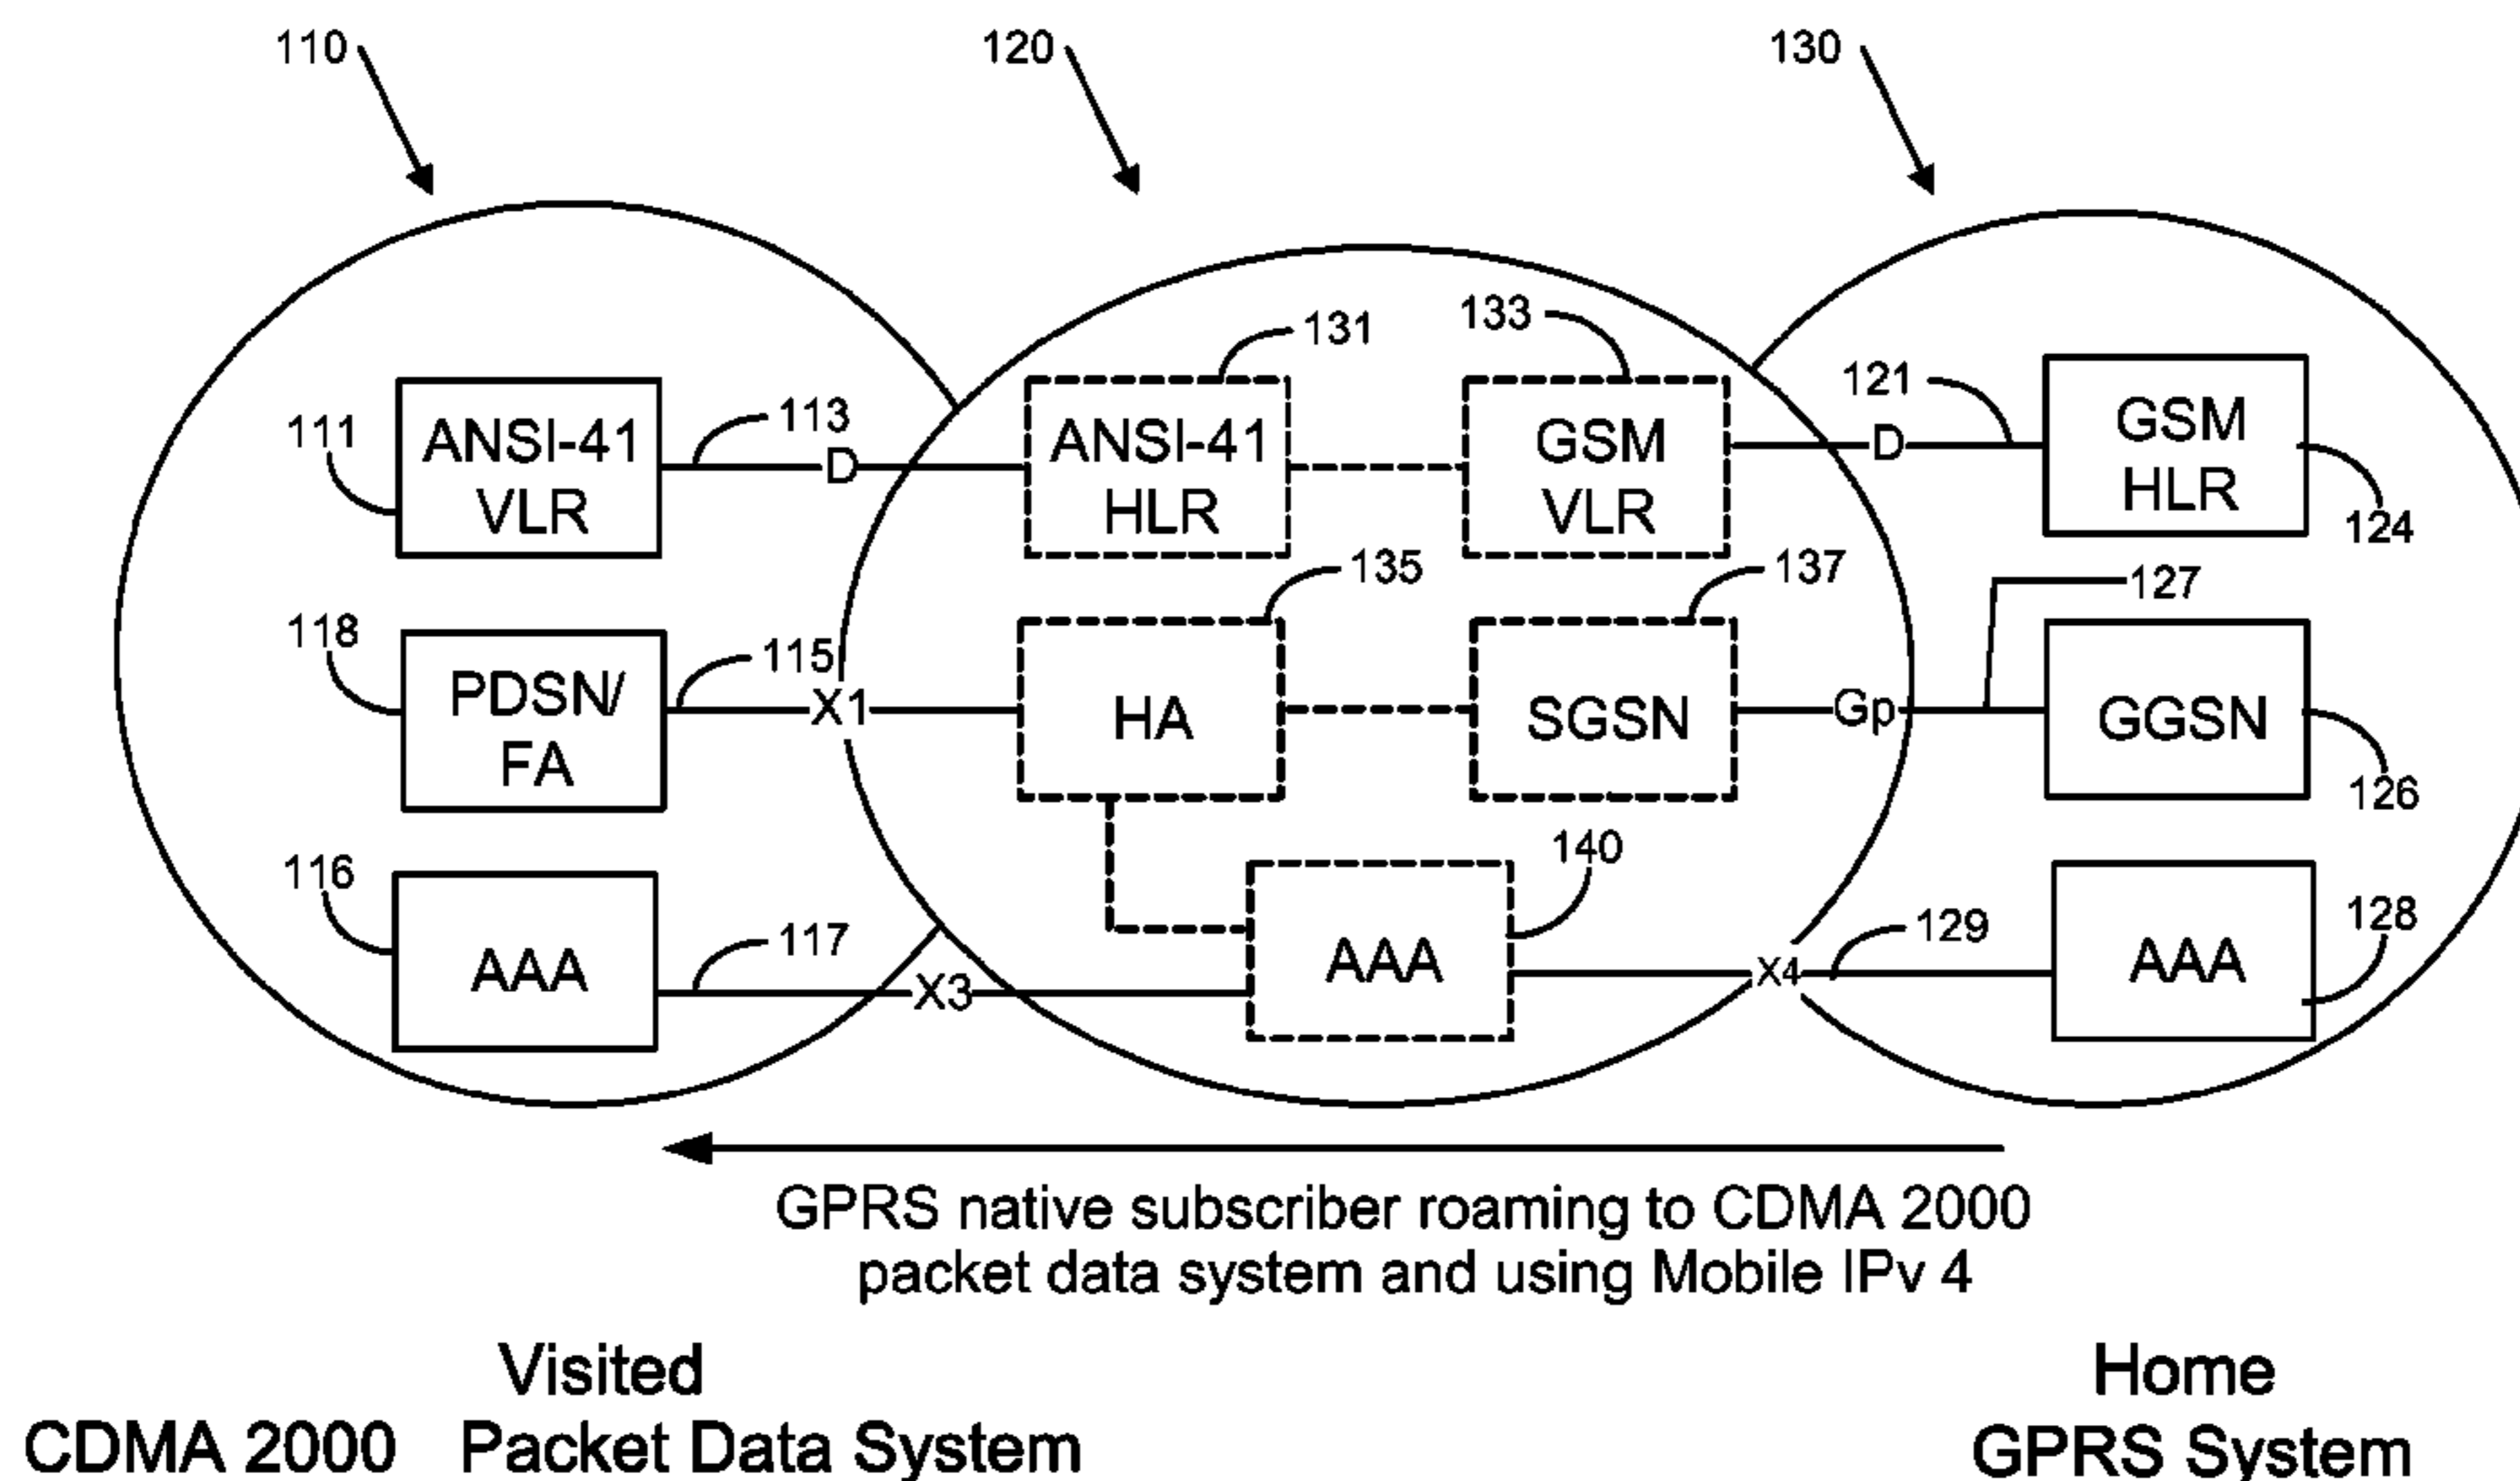 110
120
130
131
133
121
111
ANSI-41
VLR
113
D
ANSI-41
HLR
GSM
VLR
D
GSM
HLR
124
135
137
127
118
PDSN/
FA
115
X1
HA
SGSN
Gp
GGSN
126
116
AAA
117
X3
140
AAA
X4
129
AAA
128
GPRS native subscriber roaming to CDMA 2000
packet data system and using Mobile IPv 4
Visited
CDMA 2000 Packet Data System
Home
GPRS System